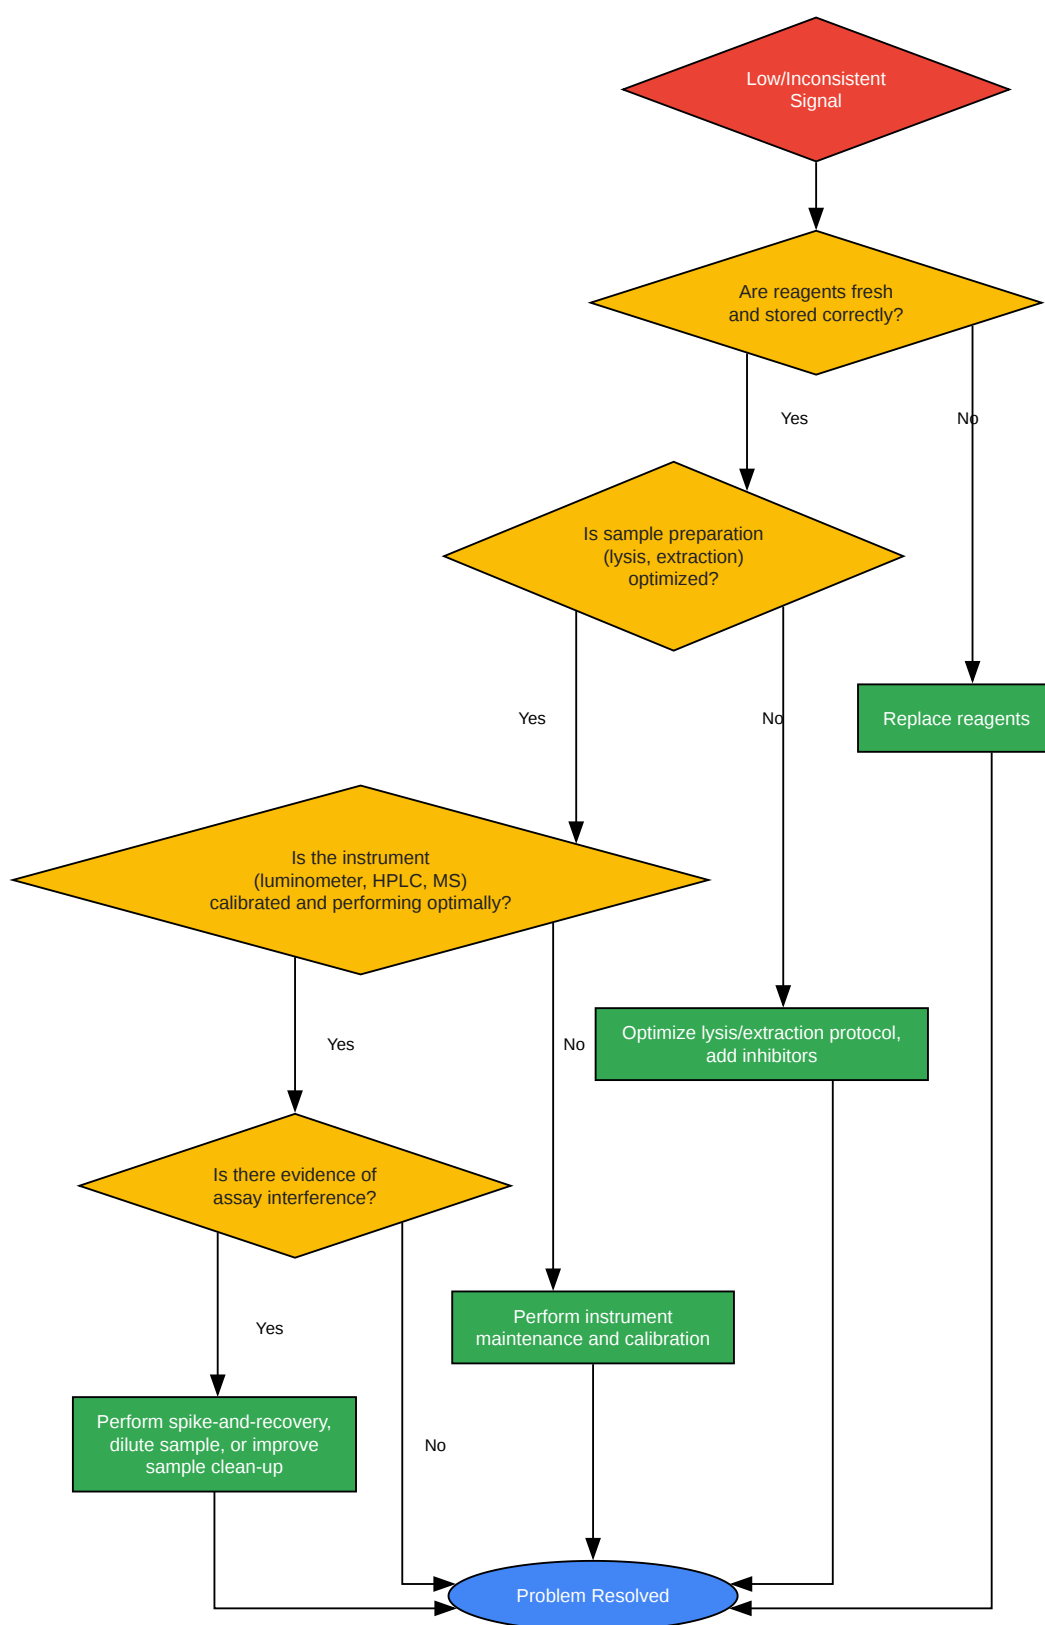 Low/Inconsistent
Signal
Are reagents fresh
and stored correctly?
Yes
No
Is sample preparation
(lysis, extraction)
optimized?
Yes
No
Replace reagents
Is the instrument
(luminometer, HPLC, MS)
calibrated and performing optimally?
Yes
No
Optimize lysis/extraction protocol,
add inhibitors
Is there evidence of
assay interference?
Yes
No
Perform instrument
maintenance and calibration
Perform spike-and-recovery,
dilute sample, or improve
sample clean-up
Problem Resolved